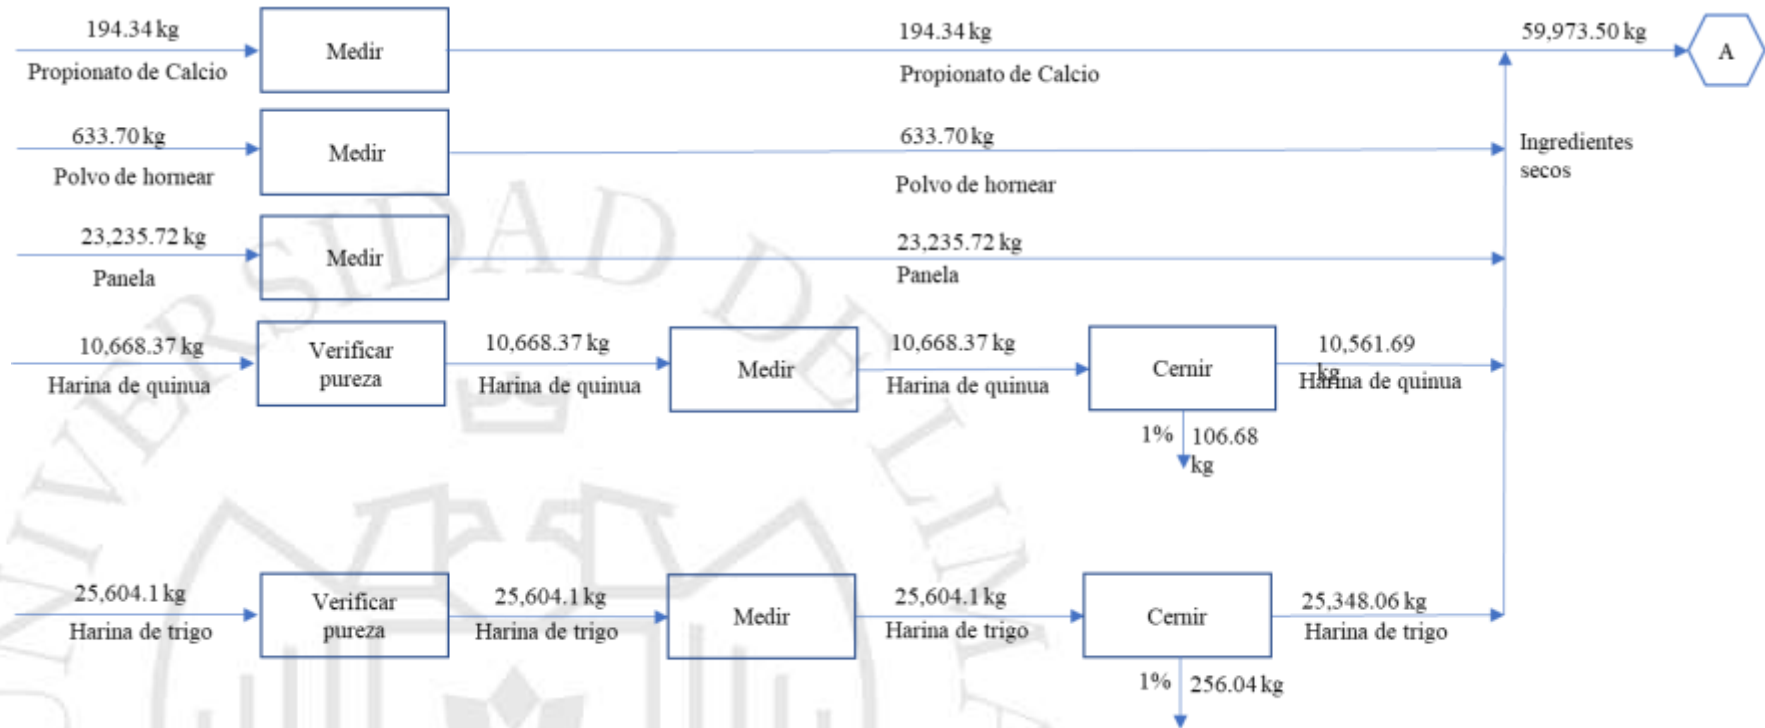 194.34 kg
Propionato de Calcio
Medir
194.34 kg
Propionato de Calcio
59,973.50 kg
A
633.70 kg
Polvo de hornear
Medir
633.70 kg
Polvo de hornear
Ingredientes
secos
23,235.72 kg
Panela
Medir
23,235.72 kg
Panela
10,668.37 kg
Harina de quinua
Verificar
pureza
10,668.37 kg
Harina de quinua
Medir
10,668.37 kg
Harina de quinua
Cernir
10,561.69
kg
Harina de quinua
1%
106.68
kg
25,604.1 kg
Harina de trigo
Verificar
pureza
25,604.1 kg
Harina de trigo
Medir
25,604.1 kg
Harina de trigo
Cernir
25,348.06 kg
Harina de trigo
1%
256.04 kg
UNIVERSIDAD DE LIMA